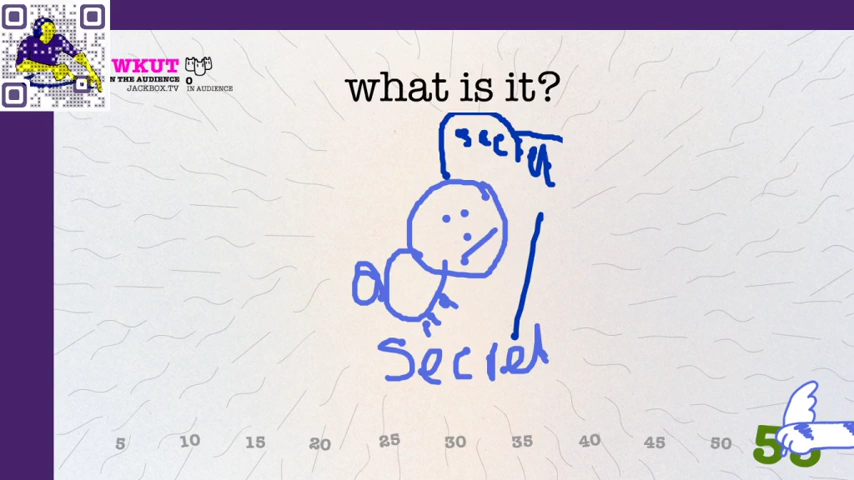 WKUT
what is it?
N THE AUDIENCE 0
JACKBOX.TV IN AUDIENCE
secret
Secret
5 10 15 20 25 30 35 40 45 50